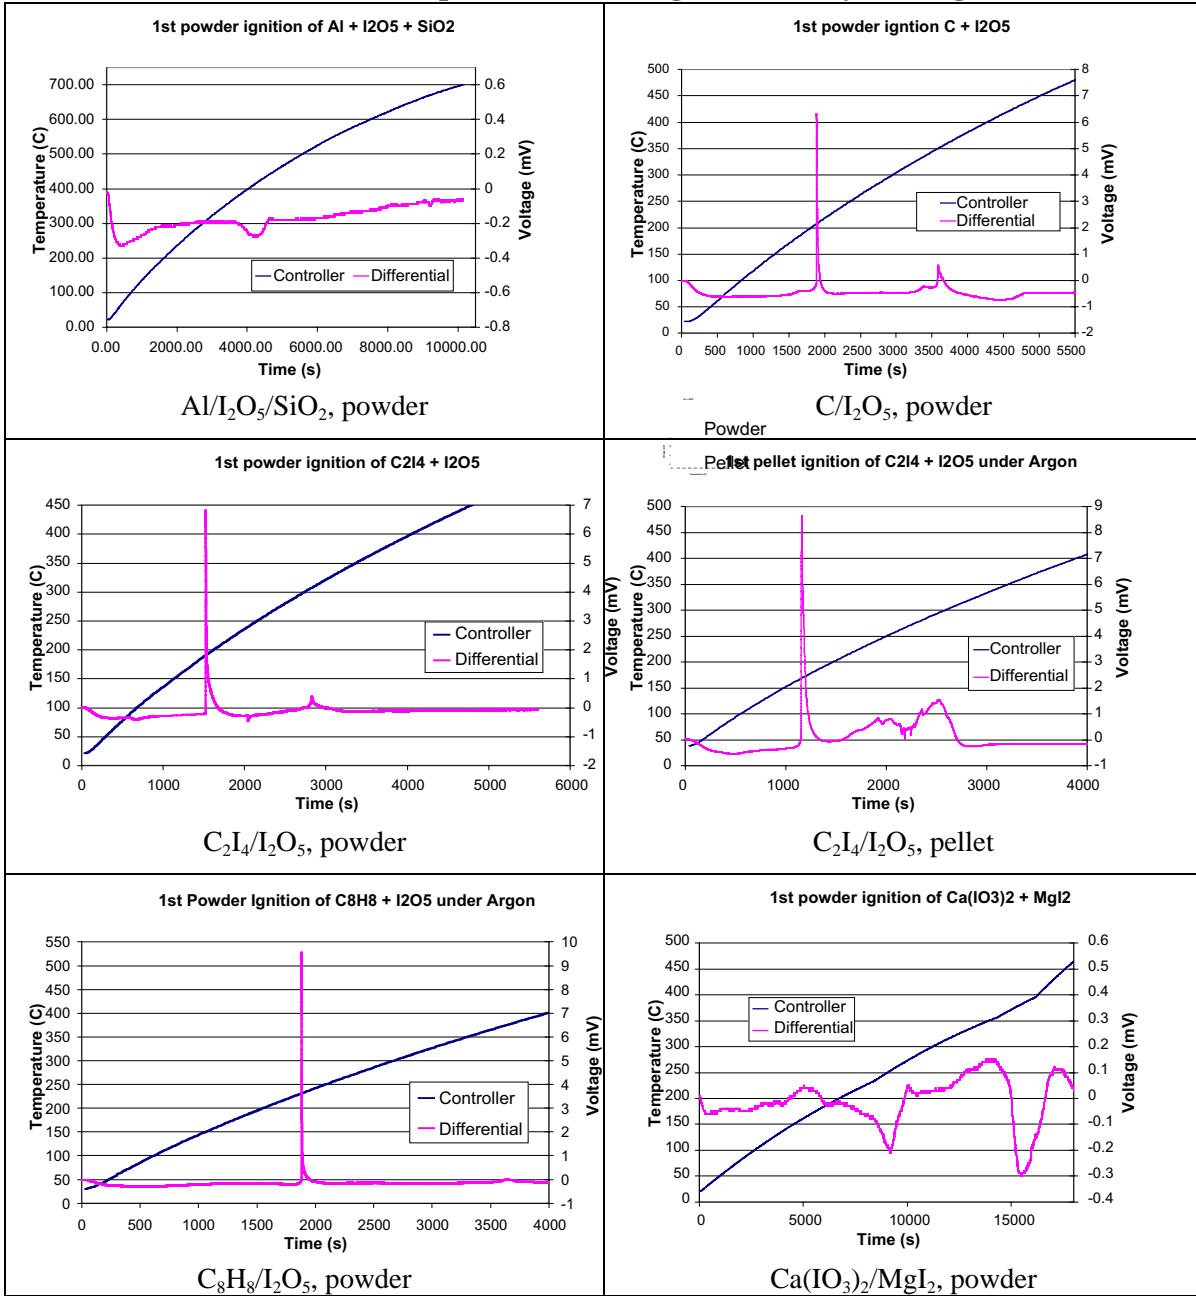 1st powder ignition of Al + I2O5 + SiO2
700.00
600.00
500.00
400.00
300.00
200.00
100.00
0.00
Temperature (C)
0.6
0.4
0.2
0
-0.2
-0.4
-0.6
-0.8
Voltage (mV)
Controller Differential
0.00 2000.00 4000.00 6000.00 8000.00 10000.00
Time (s)
Al/I₂O₅/SiO₂, powder
1st powder igntion C + I2O5
500
450
400
350
300
250
200
150
100
50
0
Temperature (C)
8
7
6
5
4
3
2
1
0
-1
-2
Voltage (mV)
Controller
Differential
0 500 1000 1500 2000 2500 3000 3500 4000 4500 5000 5500
Time (s)
C/I₂O₅, powder
Powder
Pellet
1st powder ignition of C2I4 + I2O5
450
400
350
300
250
200
150
100
50
0
Temperature (C)
7
6
5
4
3
2
1
0
-1
-2
Voltage (mV)
Controller
Differential
0 1000 2000 3000 4000 5000 6000
Time (s)
C₂I₄/I₂O₅, powder
1st pellet ignition of C2I4 + I2O5 under Argon
500
450
400
350
300
250
200
150
100
50
0
Temperature (C)
9
8
7
6
5
4
3
2
1
0
-1
Voltage (mV)
Controller
Differential
0 1000 2000 3000 4000
Time (s)
C₂I₄/I₂O₅, pellet
1st Powder Ignition of C8H8 + I2O5 under Argon
550
500
450
400
350
300
250
200
150
100
50
0
Temperature (C)
10
9
8
7
6
5
4
3
2
1
0
-1
Voltage (mV)
Controller
Differential
0 500 1000 1500 2000 2500 3000 3500 4000
Time (s)
C₈H₈/I₂O₅, powder
1st powder ignition of Ca(IO3)2 + MgI2
500
450
400
350
300
250
200
150
100
50
0
Temperature (C)
0.6
0.5
0.4
0.3
0.2
0.1
0
-0.1
-0.2
-0.3
-0.4
Voltage (mV)
Controller
Differential
0 5000 10000 15000
Time (s)
Ca(IO₃)₂/MgI₂, powder